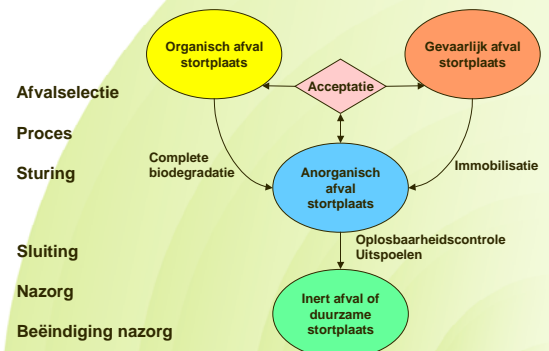 Organisch afval
stortplaats
Gevaarlijk afval
stortplaats
Acceptatie
Afvalselectie
Proces
Sturing
Complete
biodegradatie
Anorganisch
afval
stortplaats
Immobilisatie
Oplosbaarheidscontrole
Uitspoelen
Sluiting
Nazorg
Beëindiging nazorg
Inert afval of
duurzame
stortplaats